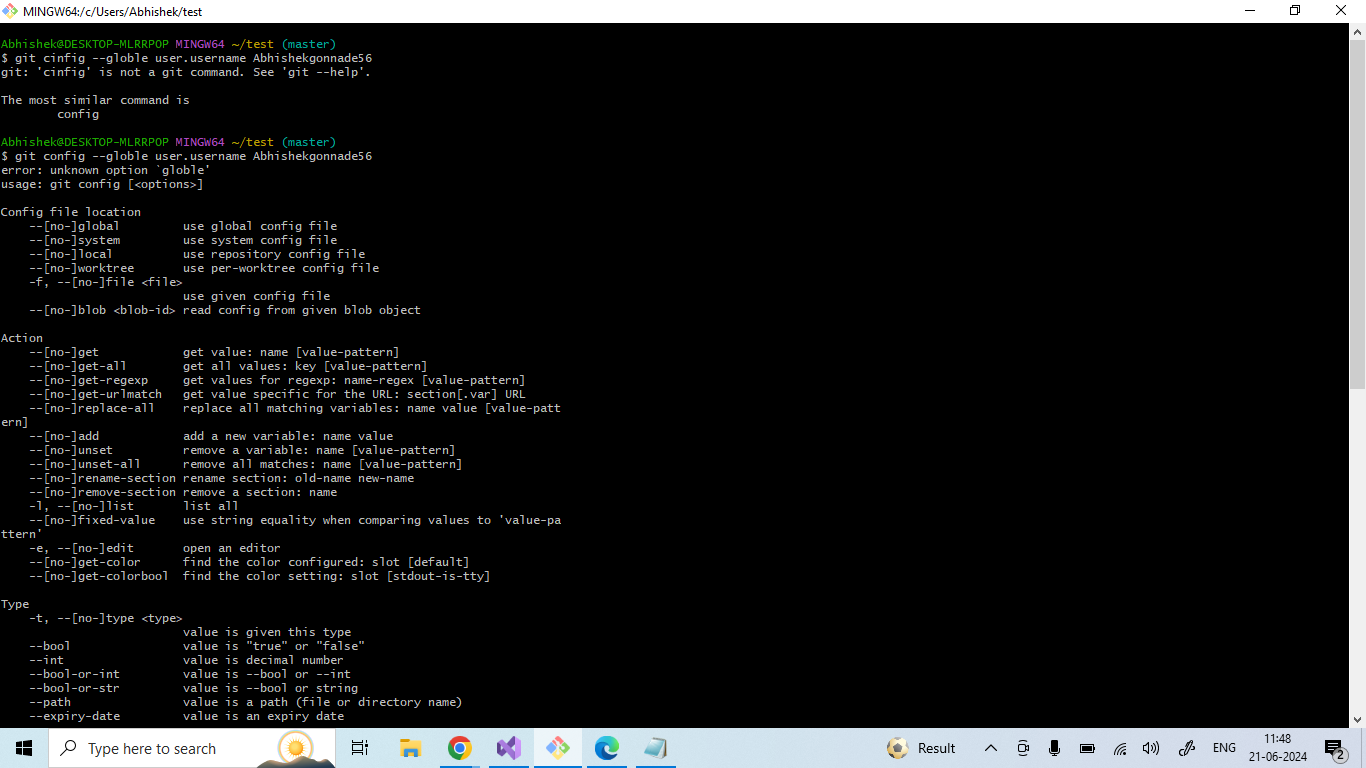 MINGW64:/c/Users/Abhishek/test
Abhishek@DESKTOP-MLRRPOP MINGW64 ~/test (master)
$ git cinfig --globle user.username Abhishekgonnade56
git: 'cinfig' is not a git command. See 'git --help'.
The most similar command is
config
Abhishek@DESKTOP-MLRRPOP MINGW64 ~/test (master)
$ git config --globle user.username Abhishekgonnade56
error: unknown option `globle'
usage: git config [<options>]
Config file location
--[no-]global use global config file
--[no-]system use system config file
--[no-]local use repository config file
--[no-]worktree use per-worktree config file
-f, --[no-]file <file>
use given config file
--[no-]blob <blob-id> read config from given blob object
Action
--[no-]get get value: name [value-pattern]
--[no-]get-all get all values: key [value-pattern]
--[no-]get-regexp get values for regexp: name-regex [value-pattern]
--[no-]get-urlmatch get value specific for the URL: section[.var] URL
--[no-]replace-all replace all matching variables: name value [value-patt
ern]
--[no-]add add a new variable: name value
--[no-]unset remove a variable: name [value-pattern]
--[no-]unset-all remove all matches: name [value-pattern]
--[no-]rename-section rename section: old-name new-name
--[no-]remove-section remove a section: name
-l, --[no-]list list all
--[no-]fixed-value use string equality when comparing values to 'value-pa
ttern'
-e, --[no-]edit open an editor
--[no-]get-color find the color configured: slot [default]
--[no-]get-colorbool find the color setting: slot [stdout-is-tty]
Type
-t, --[no-]type <type>
value is given this type
--bool value is "true" or "false"
--int value is decimal number
--bool-or-int value is --bool or --int
--bool-or-str value is --bool or string
--path value is a path (file or directory name)
--expiry-date value is an expiry date
Type here to search
Result
ENG
11:48
21-06-2024
2